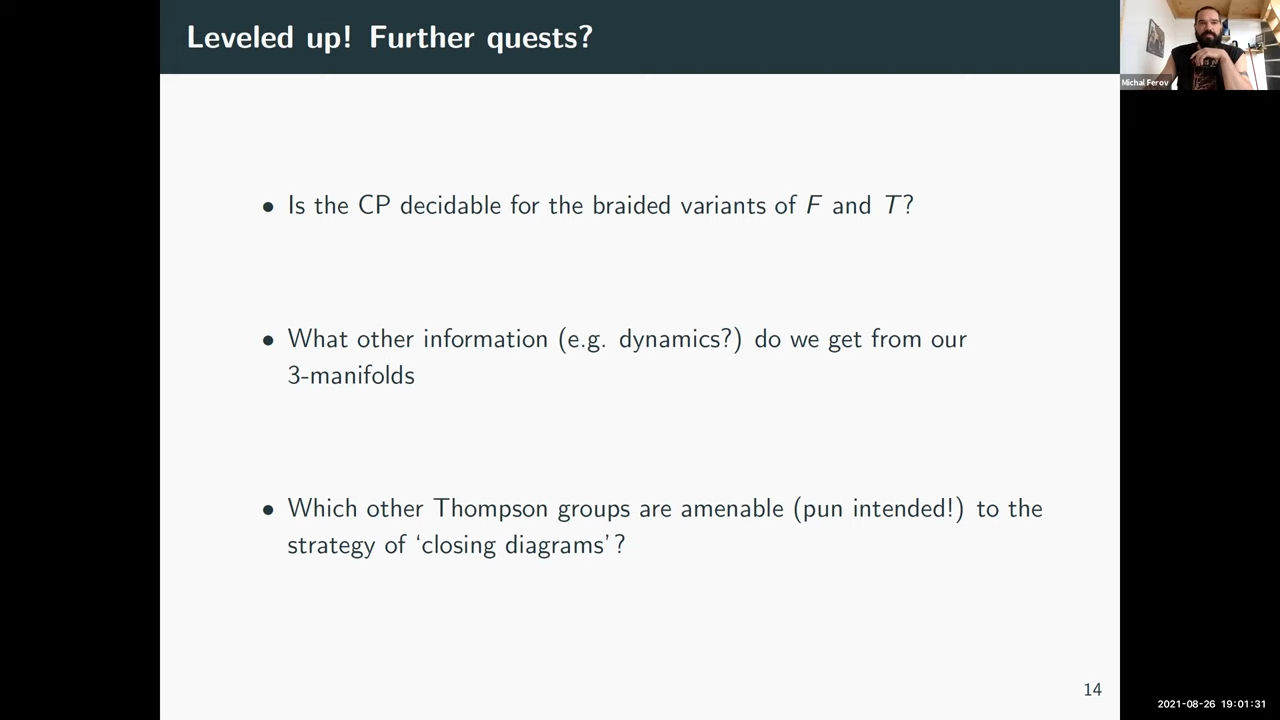 Leveled up! Further quests?
Michal Ferov
• Is the CP decidable for the braided variants of F and T?
• What other information (e.g. dynamics?) do we get from our
3-manifolds
• Which other Thompson groups are amenable (pun intended!) to the
strategy of ‘closing diagrams’?
14
2021-08-26 19:01:31